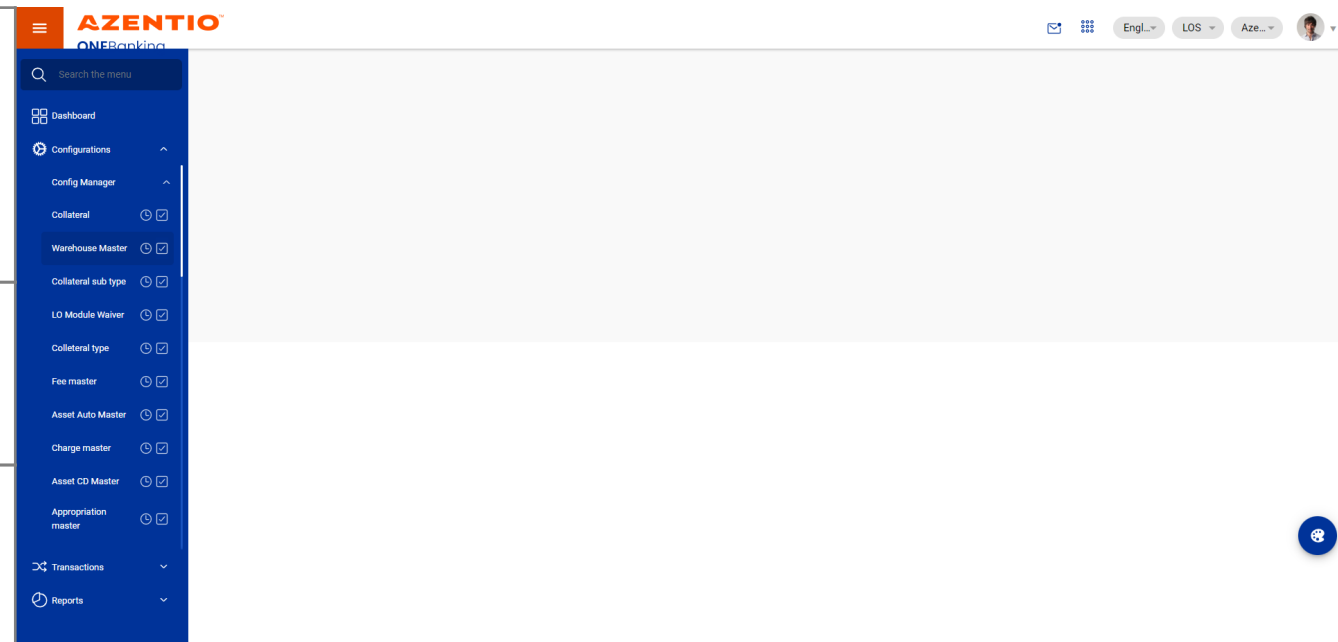 AZENTIO™
ONEBanking
Engl...
LOS
Aze...
Search the menu
Dashboard
Configurations
Config Manager
Collateral
Warehouse Master
Collateral sub type
LO Module Waiver
Colleteral type
Fee master
Asset Auto Master
Charge master
Asset CD Master
Appropriation
master
Transactions
Reports